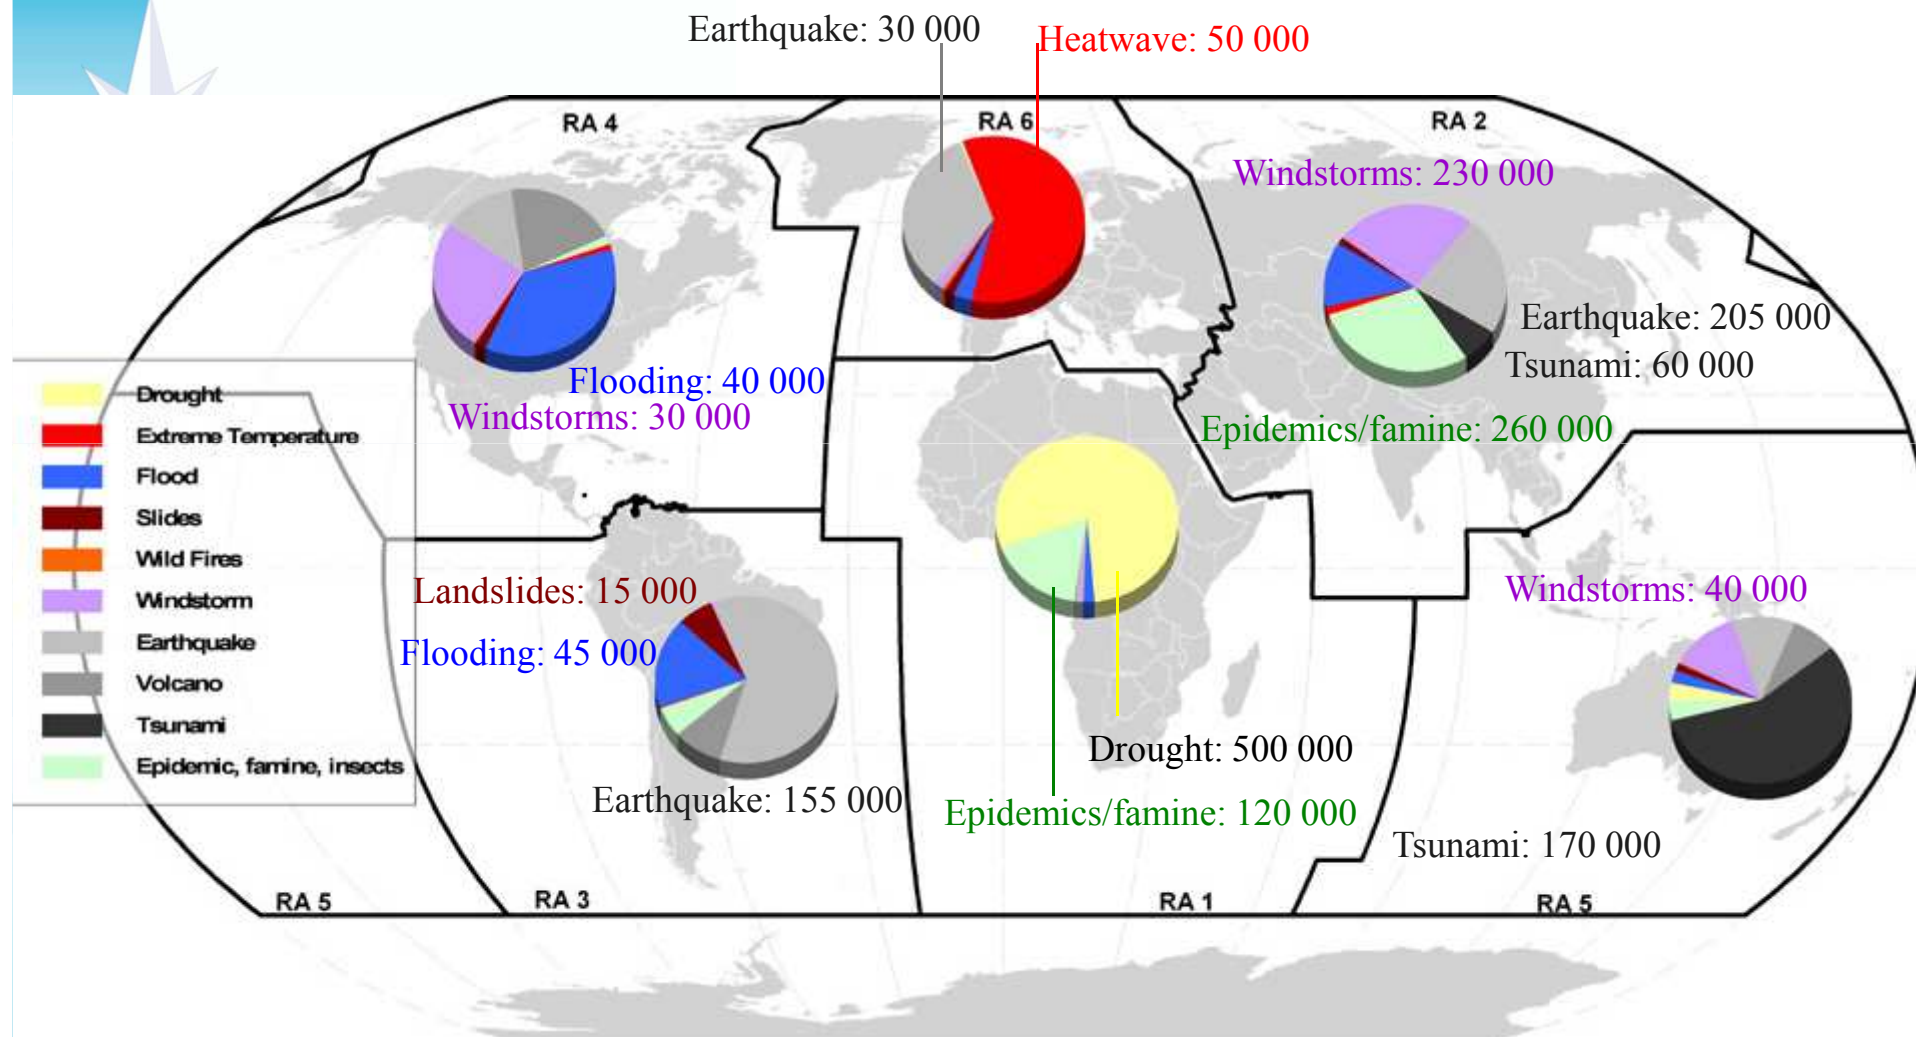 Earthquake: 30 000
Heatwave: 50 000
RA 4
RA 6
RA 2
Windstorms: 230 000
Earthquake: 205 000
Tsunami: 60 000
Flooding: 40 000
Windstorms: 30 000
Epidemics/famine: 260 000
Drought
Extreme Temperature
Flood
Slides
Wild Fires
Windstorm
Earthquake
Volcano
Tsunami
Epidemic, famine, insects
Landslides: 15 000
Flooding: 45 000
Windstorms: 40 000
Drought: 500 000
Earthquake: 155 000
Epidemics/famine: 120 000
Tsunami: 170 000
RA 5
RA 3
RA 1
RA 5